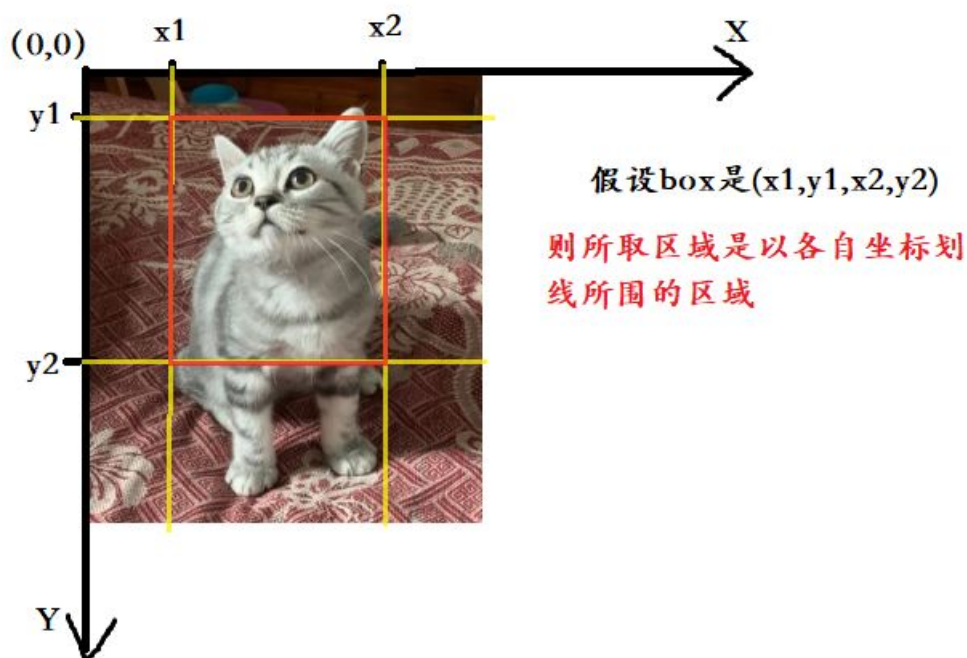 (0,0)
x1
x2
X
y1
假设box是(x1,y1,x2,y2)
则所取区域是以各自坐标划
线所围的区域
y2
Y